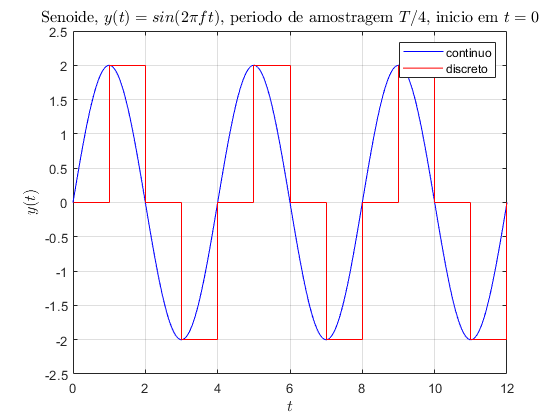 Senoide, y(t) = sin(2πft), periodo de amostragem T/4, inicio em t = 0
2.5
2
1.5
1
0.5
0
-0.5
-1
-1.5
-2
-2.5
y(t)
continuo
discreto
0 2 4 6 8 10 12
t